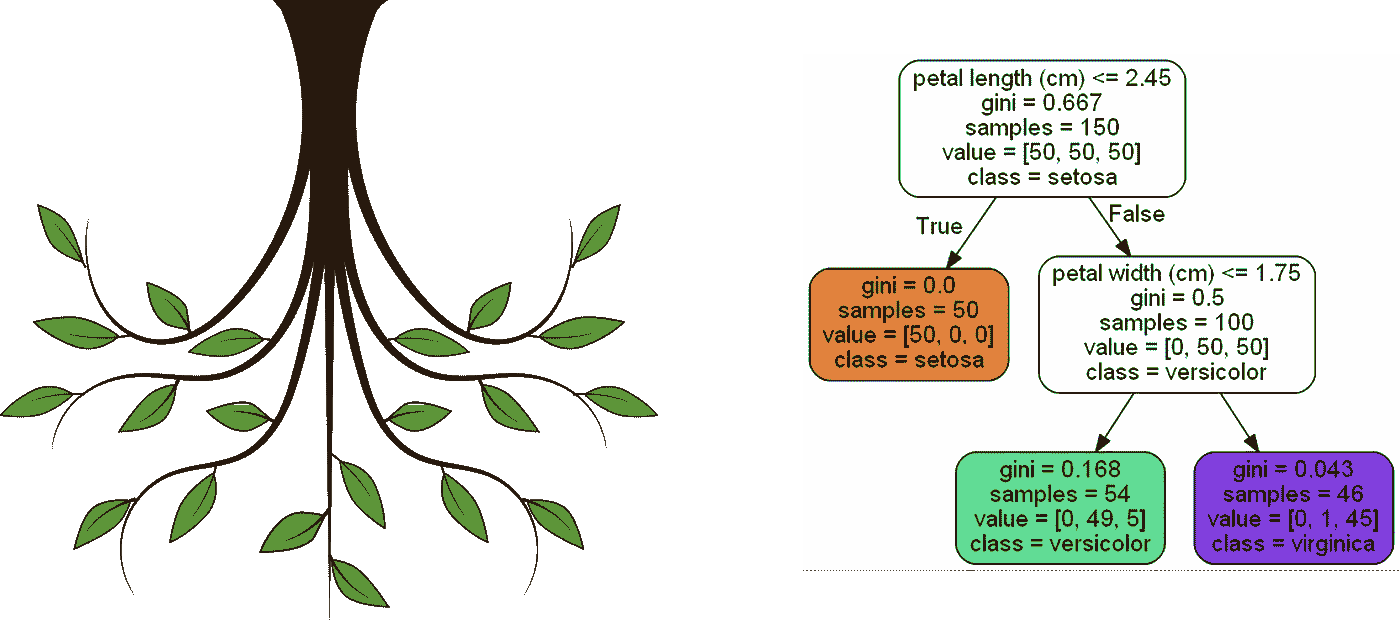 petal length (cm) <= 2.45
gini = 0.667
samples = 150
value = [50, 50, 50]
class = setosa
True
False
gini = 0.0
samples = 50
value = [50, 0, 0]
class = setosa
petal width (cm) <= 1.75
gini = 0.5
samples = 100
value = [0, 50, 50]
class = versicolor
gini = 0.168
samples = 54
value = [0, 49, 5]
class = versicolor
gini = 0.043
samples = 46
value = [0, 1, 45]
class = virginica